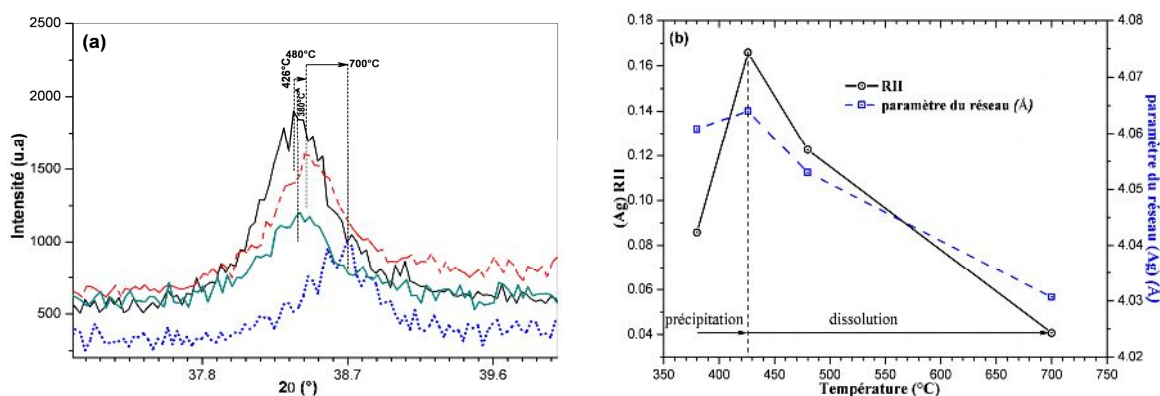 (a)
2500
2000
1500
1000
500
Intensité (u.a)
37.8
38.7
39.6
2θ (°)
426°C
480°C
380°C
700°C
(b)
0.18
0.16
0.14
0.12
0.10
0.08
0.06
0.04
(Ag) RII
RII
paramètre du réseau (Å)
précipitation
dissolution
350
400
450
500
550
600
650
700
750
Température (°C)
4.08
4.07
4.06
4.05
4.04
4.03
4.02
paramètre du réseau (Ag) (Å)